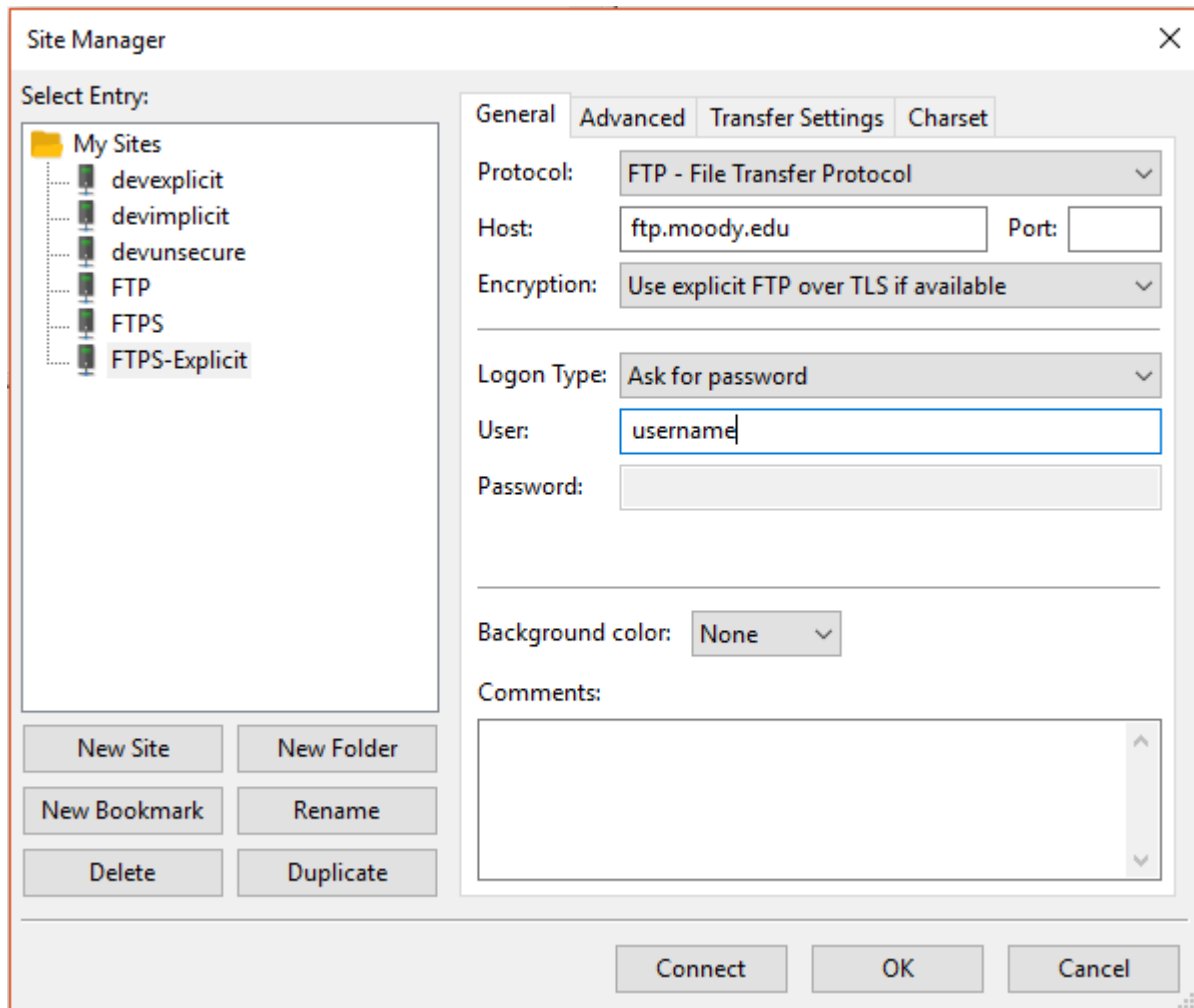 Site Manager
Select Entry:
My Sites
devexplicit
devimplicit
devunsecure
FTP
FTPS
FTPS-Explicit
New Site
New Folder
New Bookmark
Rename
Delete
Duplicate
General
Advanced
Transfer Settings
Charset
Protocol:
FTP - File Transfer Protocol
Host:
ftp.moody.edu
Port:
Encryption:
Use explicit FTP over TLS if available
Logon Type:
Ask for password
User:
username
Password:
Background color:
None
Comments:
Connect
OK
Cancel